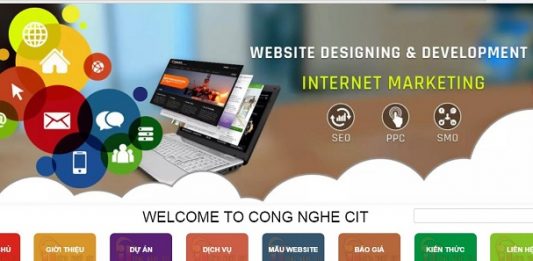 WEBSITE DESIGNING & DEVELOPMENT
INTERNET MARKETING
SEO PPC SMO
WELCOME TO CONG NGHE CIT
HỦ GIỚI THIỆU DỰ ÁN DỊCH VỤ MẪU WEBSITE BÁO GIÁ KIẾN THỨC LIÊN HỆ